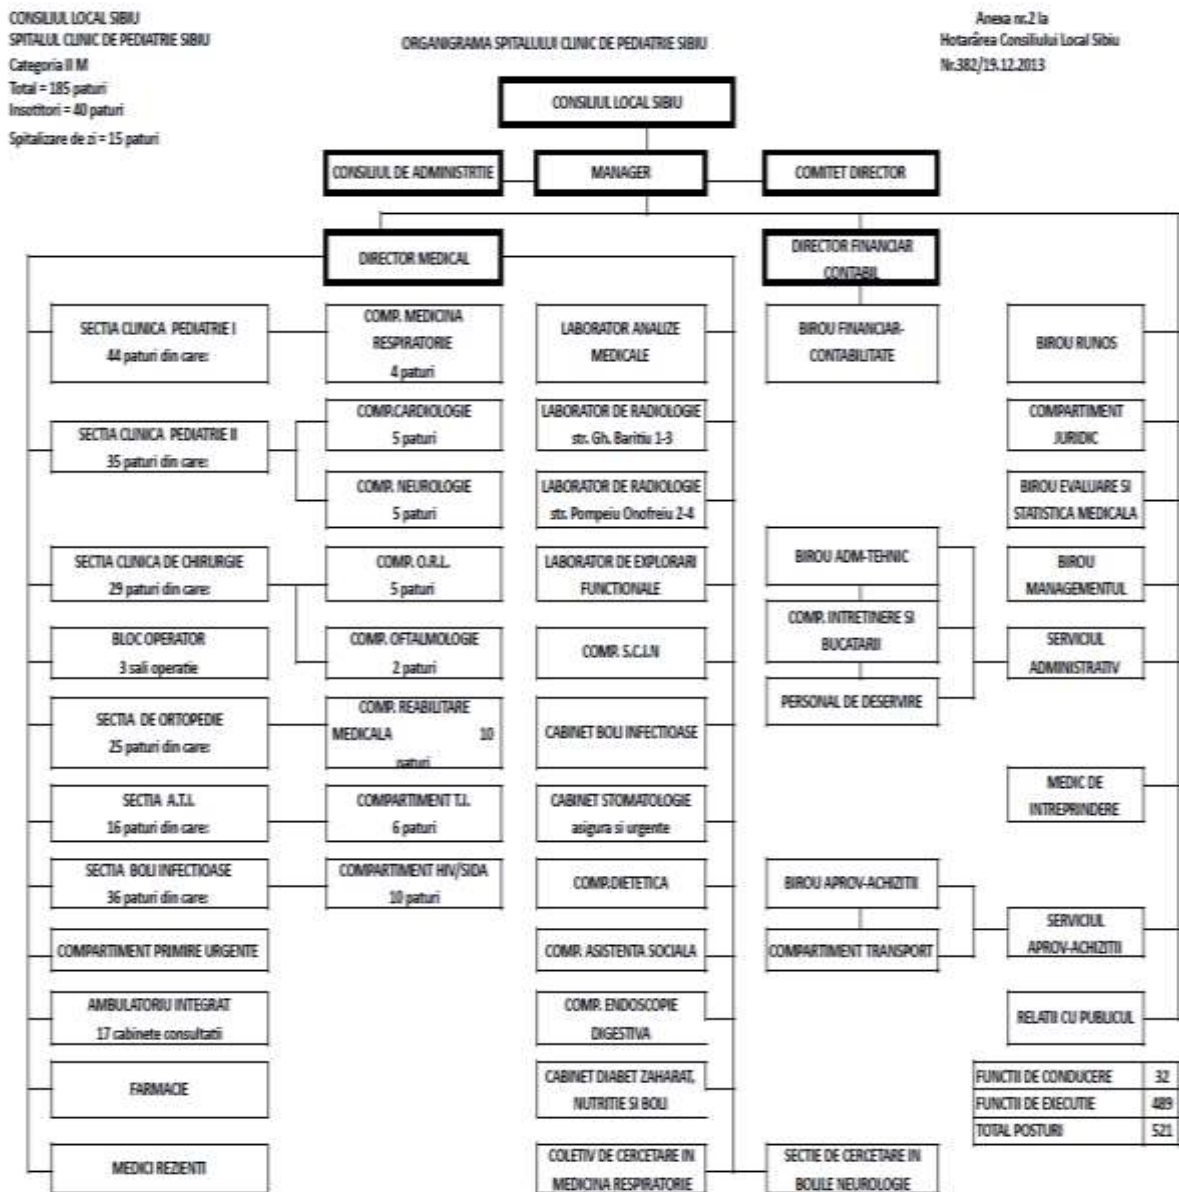 CONSILIUL LOCAL SIBIU
SPITALUL CLINIC DE PEDIATRIE SIBIU
Categoria II M
Total = 185 paturi
Insotitori = 40 paturi
Spitalizare de zi = 15 paturi
ORGANIGRAMA SPITALULUI CLINIC DE PEDIATRIE SIBIU
Anexa nr.2 la
Hotarârea Consiliului Local Sibiu
Nr.382/19.12.2013
CONSILIUL LOCAL SIBIU
CONSILIUL DE ADMINISTRTIE
MANAGER
COMITET DIRECTOR
DIRECTOR MEDICAL
DIRECTOR FINANCIAR
CONTABIL
SECTIA CLINICA PEDIATRIE I
44 paturi din care:
COMP. MEDICINA
RESPIRATORIE
4 paturi
LABORATOR ANALIZE
MEDICALE
BIROU FINANCIAR-
CONTABILITATE
BIROU RUNOS
SECTIA CLINICA PEDIATRIE II
35 paturi din care:
COMP.CARDIOLOGIE
5 paturi
LABORATOR DE RADIOLOGIE
str. Gh. Baritiu 1-3
COMPARTIMENT
JURIDIC
COMP. NEUROLOGIE
5 paturi
LABORATOR DE RADIOLOGIE
str. Pompeiu Onofreiu 2-4
BIROU EVALUARE SI
STATISTICA MEDICALA
SECTIA CLINICA DE CHIRURGIE
29 paturi din care:
COMP. O.R.L.
5 paturi
LABORATOR DE EXPLORARI
FUNCTIONALE
BIROU ADM-TEHNIC
BIROU
MANAGEMENTUL
BLOC OPERATOR
3 sali operatie
COMP. OFTALMOLOGIE
2 paturi
COMP. S.C.I.N
COMP. INTRETINERE SI
BUCATARII
SERVICIUL
ADMINISTRATIV
PERSONAL DE DESERVIRE
SECTIA DE ORTOPEDIE
25 paturi din care:
COMP. REABILITARE
MEDICALA 10
paturi
CABINET BOLI INFECTIOASE
MEDIC DE
INTREPRINDERE
SECTIA A.T.I.
16 paturi din care:
COMPARTIMENT T.I.
6 paturi
CABINET STOMATOLOGIE
asigura si urgente
SECTIA BOLI INFECTIOASE
36 paturi din care:
COMPARTIMENT HIV/SIDA
10 paturi
COMP.DIETETICA
BIROU APROV-ACHIZITII
COMPARTIMENT PRIMIRE URGENTE
COMP. ASISTENTA SOCIALA
COMPARTIMENT TRANSPORT
SERVICIUL
APROV-ACHIZITII
AMBULATORIU INTEGRAT
17 cabinete consultatii
COMP. ENDOSCOPIE
DIGESTIVA
RELATII CU PUBLICUL
FARMACIE
CABINET DIABET ZAHARAT,
NUTRITIE SI BOLI
FUNCTII DE CONDUCERE 32
FUNCTII DE EXECUTIE 489
TOTAL POSTURI 521
MEDICI REZIENTI
COLETIV DE CERCETARE IN
MEDICINA RESPIRATORIE
SECTIE DE CERCETARE IN
BOLILE NEUROLOGIE